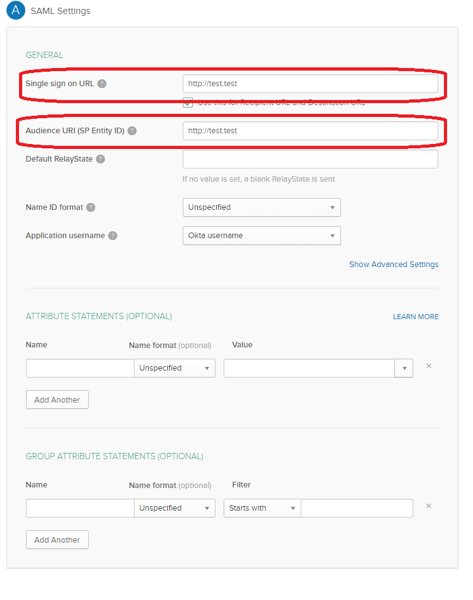 A SAML Settings
GENERAL
Single sign on URL ? http://test.test
Use this for Recipient URL and Destination URL
Audience URI (SP Entity ID) ? http://test.test
Default RelayState ?
If no value is set, a blank RelayState is sent
Name ID format ? Unspecified
Application username ? Okta username
Show Advanced Settings
ATTRIBUTE STATEMENTS (OPTIONAL) LEARN MORE
Name Name format (optional) Value
Unspecified
Add Another
GROUP ATTRIBUTE STATEMENTS (OPTIONAL)
Name Name format (optional) Filter
Unspecified Starts with
Add Another